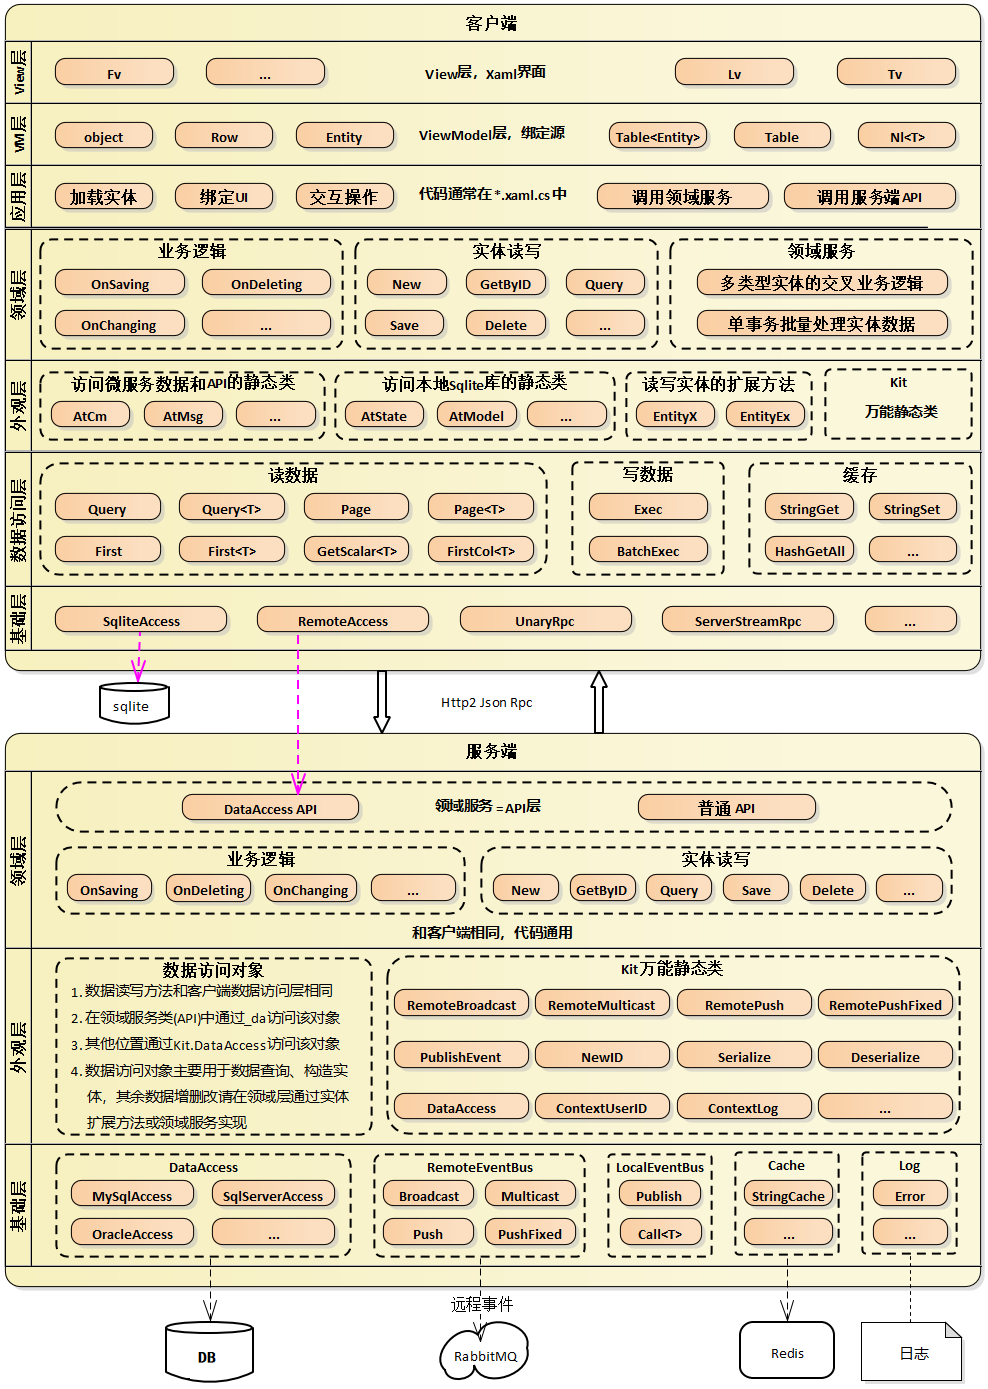 客户端
View层
Fv
...
View层，Xaml界面
Lv
Tv
VM层
object
Row
Entity
ViewModel层，绑定源
Table<Entity>
Table
Nl<T>
应用层
加载实体
绑定UI
交互操作
代码通常在 *.xaml.cs 中
调用领域服务
调用服务端 API
领域层
业务逻辑
OnSaving
OnDeleting
OnChanging
...
实体读写
New
GetByID
Query
Save
Delete
...
领域服务
多类型实体的交叉业务逻辑
单事务批量处理实体数据
外观层
访问微服务数据和API的静态类
AtCm
AtMsg
...
访问本地Sqlite库的静态类
AtState
AtModel
...
读写实体的扩展方法
EntityX
EntityEx
Kit
万能静态类
数据访问层
读数据
Query
Query<T>
Page
Page<T>
First
First<T>
GetScalar<T>
FirstCol<T>
写数据
Exec
BatchExec
缓存
StringGet
StringSet
HashGetAll
...
基础层
SqliteAccess
RemoteAccess
UnaryRpc
ServerStreamRpc
...
sqlite
Http2 Json Rpc
服务端
领域层
DataAccess API
领域服务 = API层
普通 API
业务逻辑
OnSaving
OnDeleting
OnChanging
...
实体读写
New
GetByID
Query
Save
Delete
...
和客户端相同，代码通用
外观层
数据访问对象
1. 数据读写方法和客户端数据访问层相同
2. 在领域服务类(API)中通过_da访问该对象
3. 其他位置通过Kit.DataAccess访问该对象
4. 数据访问对象主要用于数据查询、构造实
体，其余数据增删改请在领域层通过实体
扩展方法或领域服务实现
Kit万能静态类
RemoteBroadcast
RemoteMulticast
RemotePush
RemotePushFixed
PublishEvent
NewID
Serialize
Deserialize
DataAccess
ContextUserID
ContextLog
...
基础层
DataAccess
MySqlAccess
SqlServerAccess
OracleAccess
...
RemoteEventBus
Broadcast
Multicast
Push
PushFixed
LocalEventBus
Publish
Call<T>
Cache
StringCache
...
Log
Error
...
远程事件
DB
RabbitMQ
Redis
日志